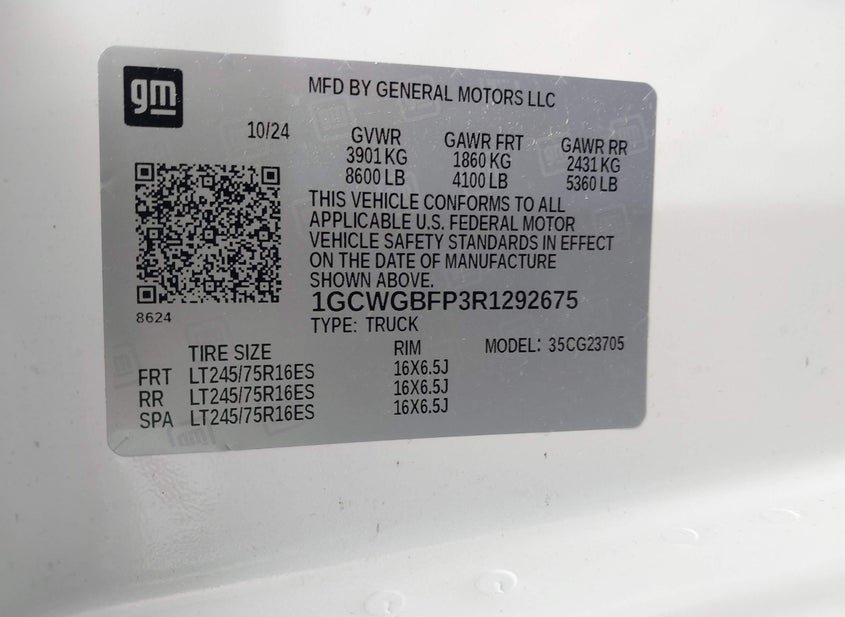 gm
MFD BY GENERAL MOTORS LLC
10/24
GVWR GAWR FRT GAWR RR
3901 KG 1860 KG 2431 KG
8600 LB 4100 LB 5360 LB
THIS VEHICLE CONFORMS TO ALL
APPLICABLE U.S. FEDERAL MOTOR
VEHICLE SAFETY STANDARDS IN EFFECT
ON THE DATE OF MANUFACTURE
SHOWN ABOVE.
1GCWGBFP3R1292675
8624
TYPE: TRUCK
TIRE SIZE RIM MODEL: 35CG23705
FRT LT245/75R16ES 16X6.5J
RR LT245/75R16ES 16X6.5J
SPA LT245/75R16ES 16X6.5J